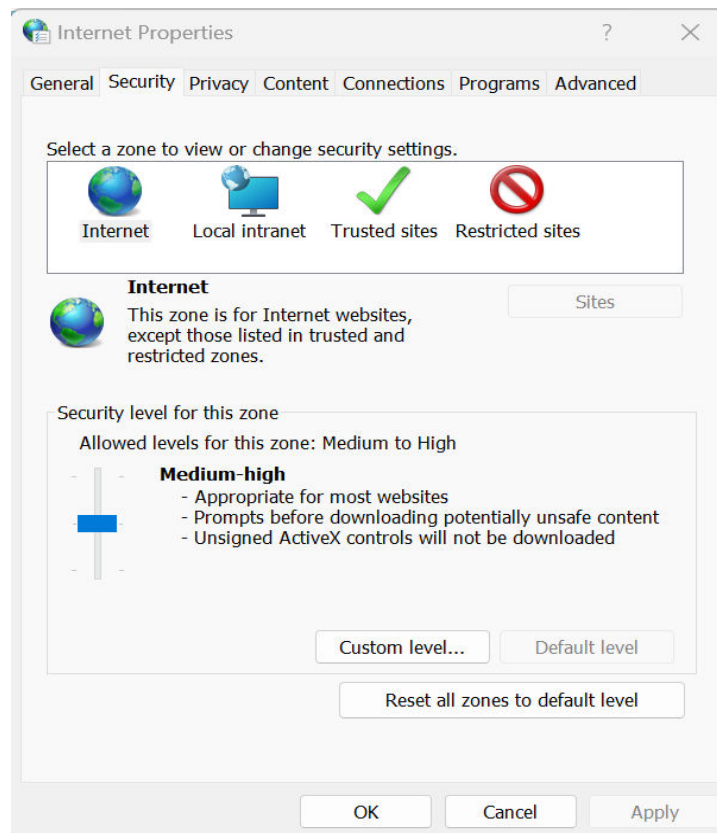 Internet Properties
?
General Security Privacy Content Connections Programs Advanced
Select a zone to view or change security settings.
Internet Local intranet Trusted sites Restricted sites
Internet
This zone is for Internet websites,
except those listed in trusted and
restricted zones.
Sites
Security level for this zone
Allowed levels for this zone: Medium to High
Medium-high
- Appropriate for most websites
- Prompts before downloading potentially unsafe content
- Unsigned ActiveX controls will not be downloaded
Custom level... Default level
Reset all zones to default level
OK Cancel Apply